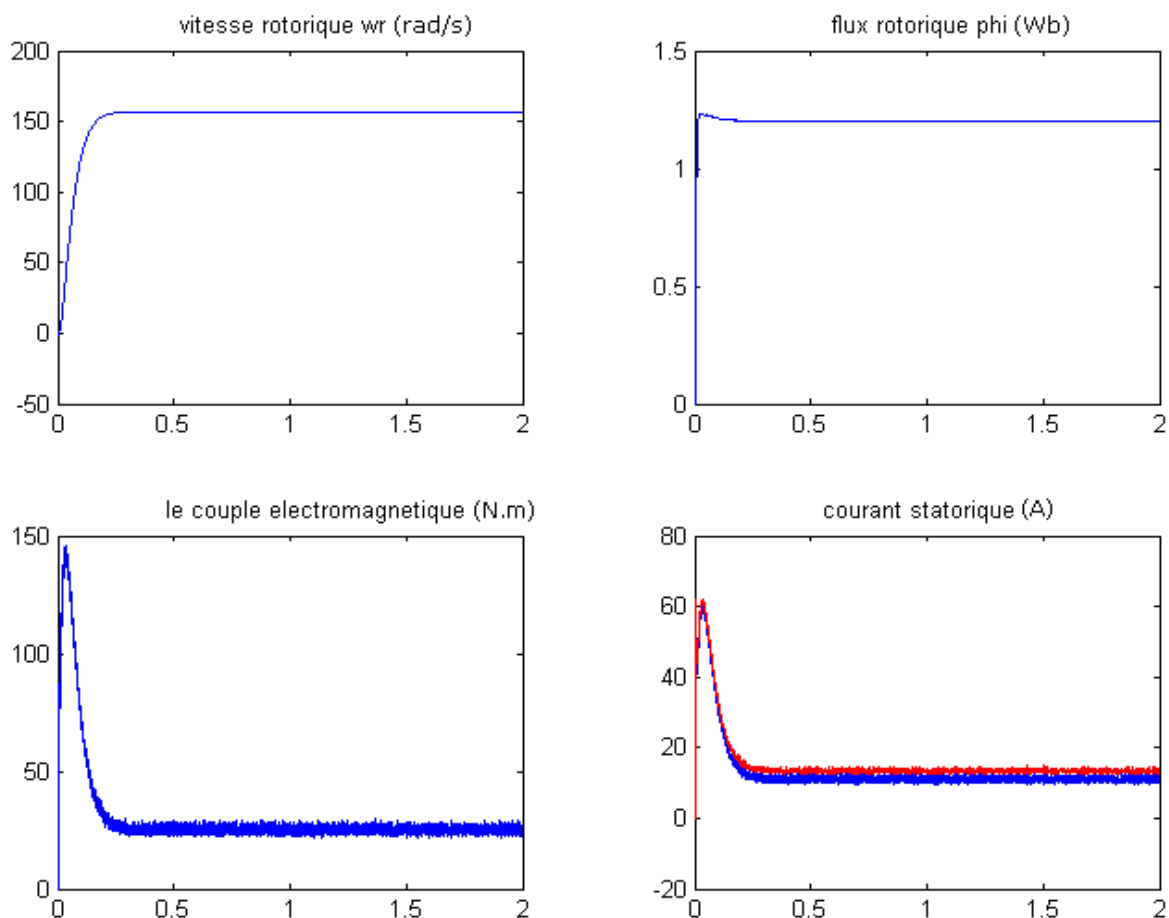 vitesse rotorique wr (rad/s)
200
150
100
50
0
-50
0 0.5 1 1.5 2
flux rotorique phi (Wb)
1.5
1
0.5
0
0 0.5 1 1.5 2
le couple electromagnetique (N.m)
150
100
50
0
0 0.5 1 1.5 2
courant statorique (A)
80
60
40
20
0
-20
0 0.5 1 1.5 2